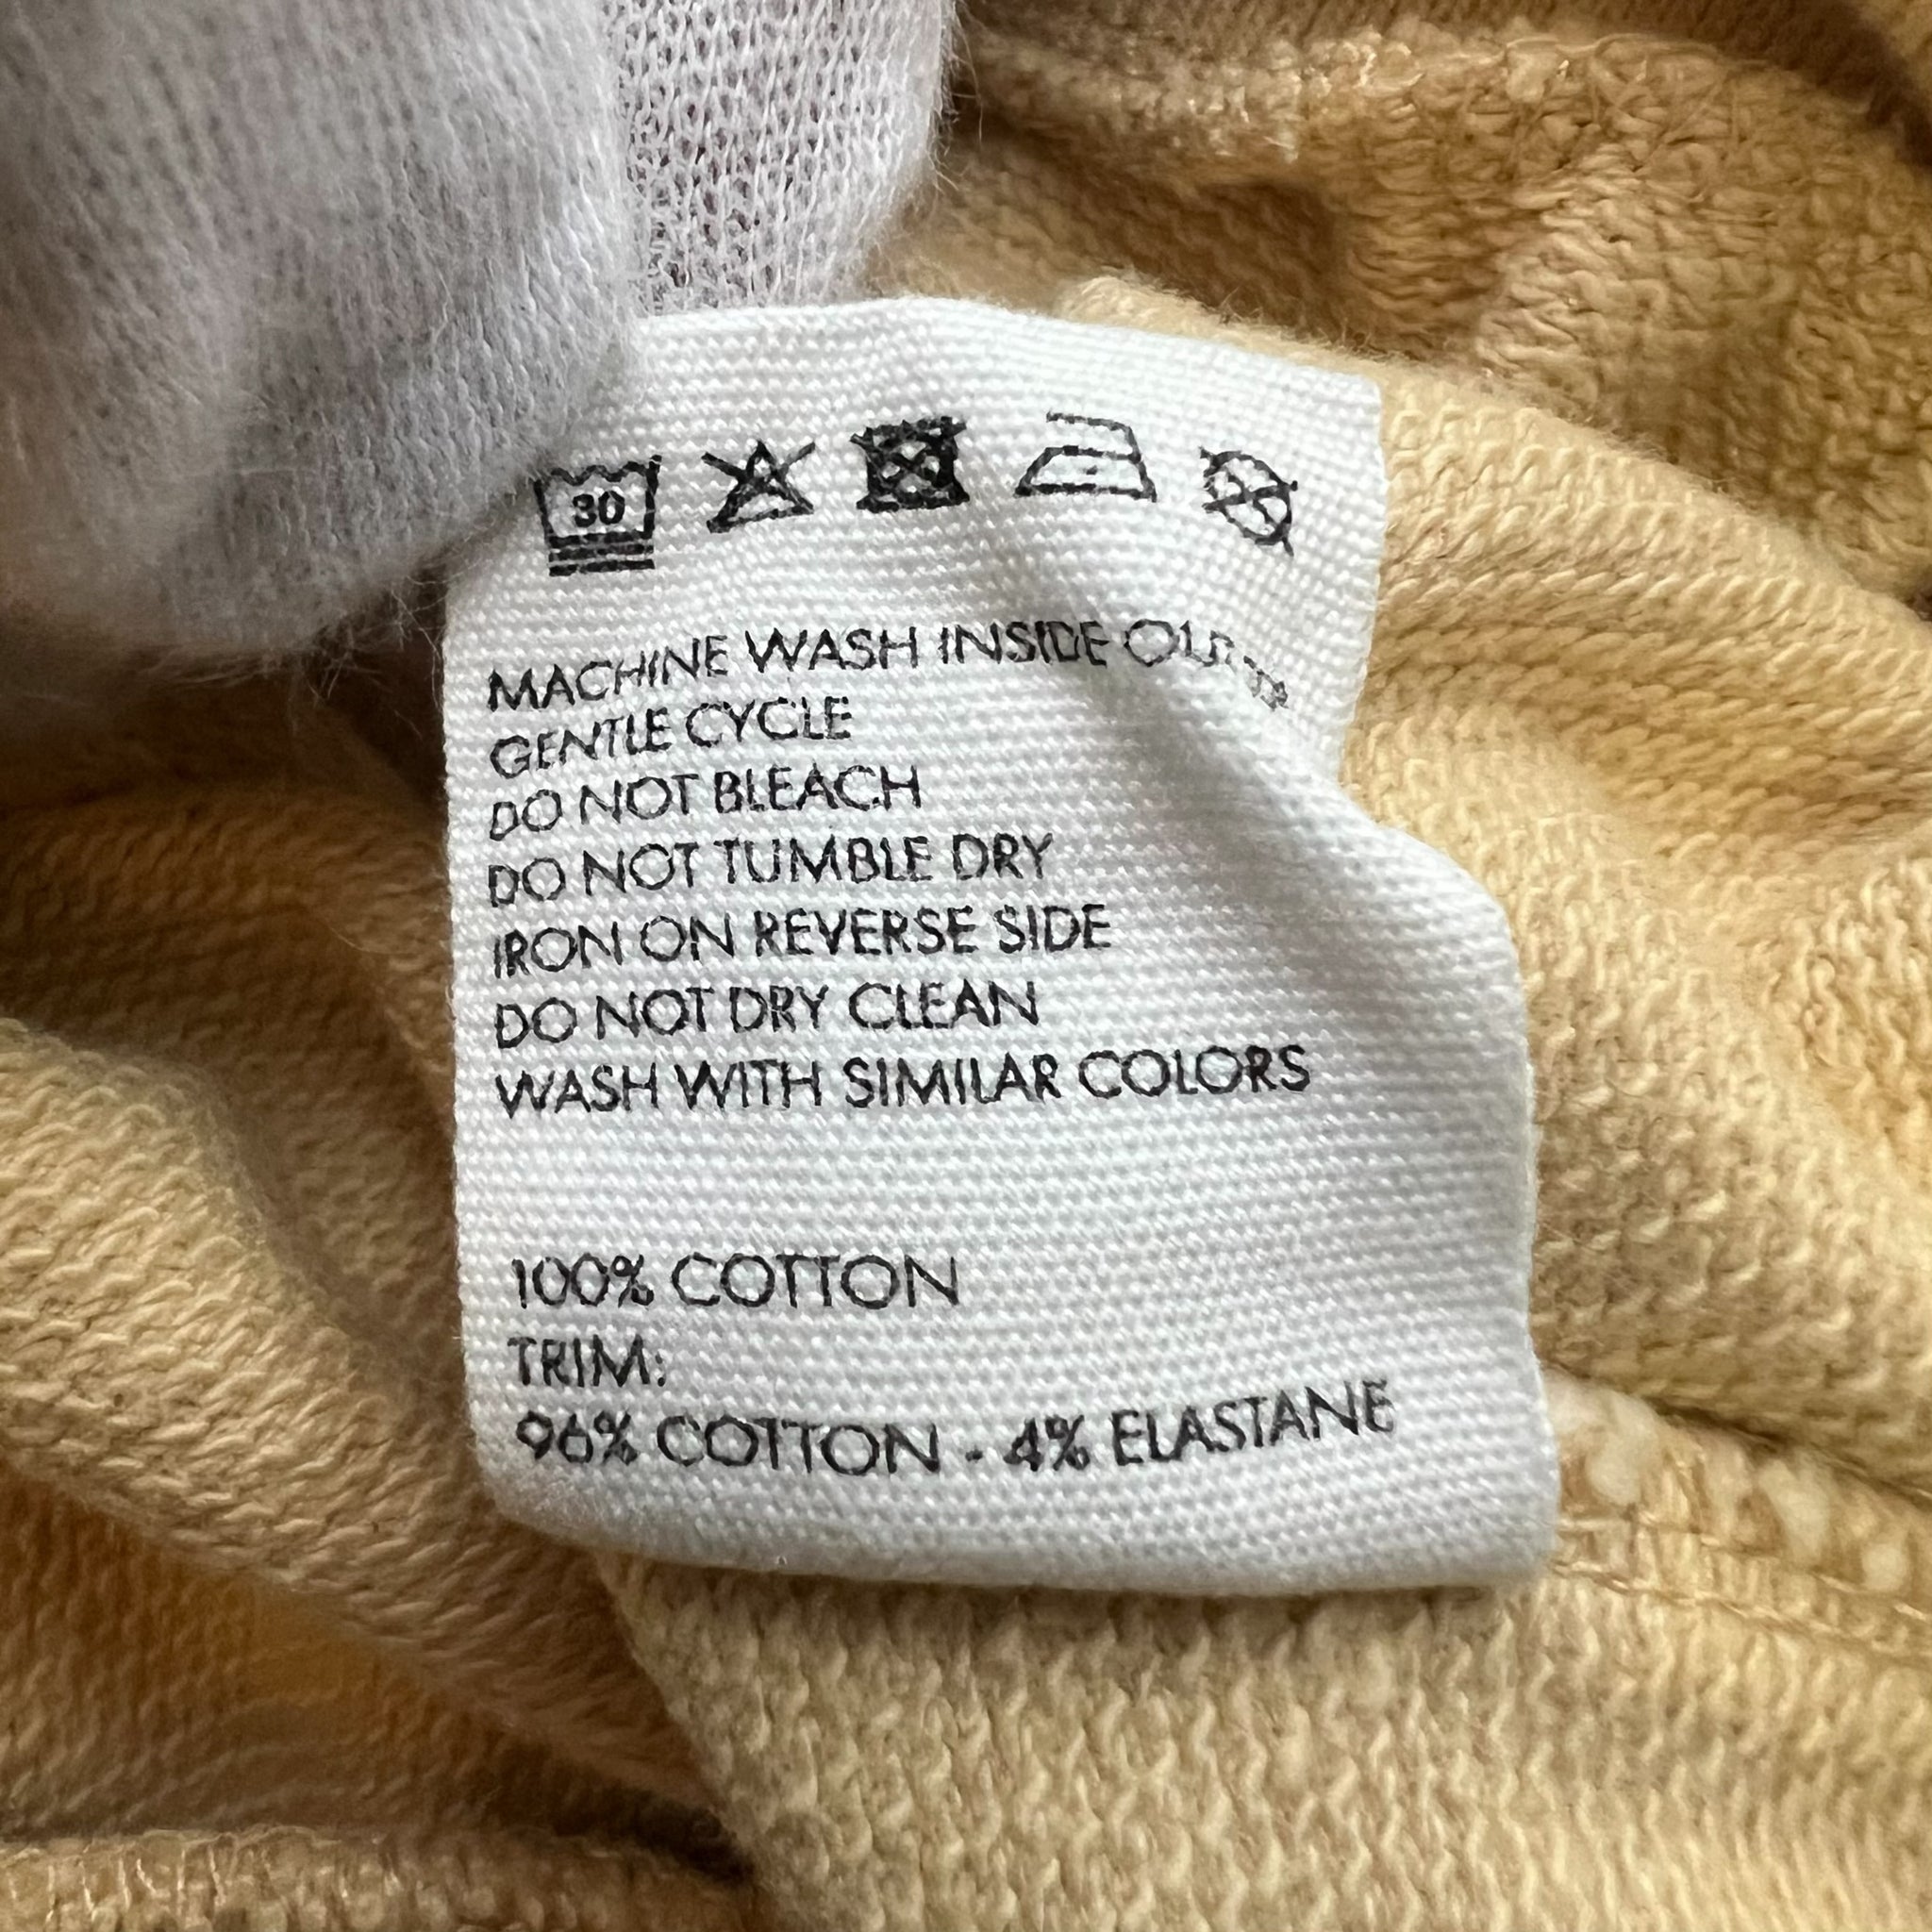 30
MACHINE WASH INSIDE OUT
GENTLE CYCLE
DO NOT BLEACH
DO NOT TUMBLE DRY
IRON ON REVERSE SIDE
DO NOT DRY CLEAN
WASH WITH SIMILAR COLORS
100% COTTON
TRIM:
96% COTTON - 4% ELASTANE